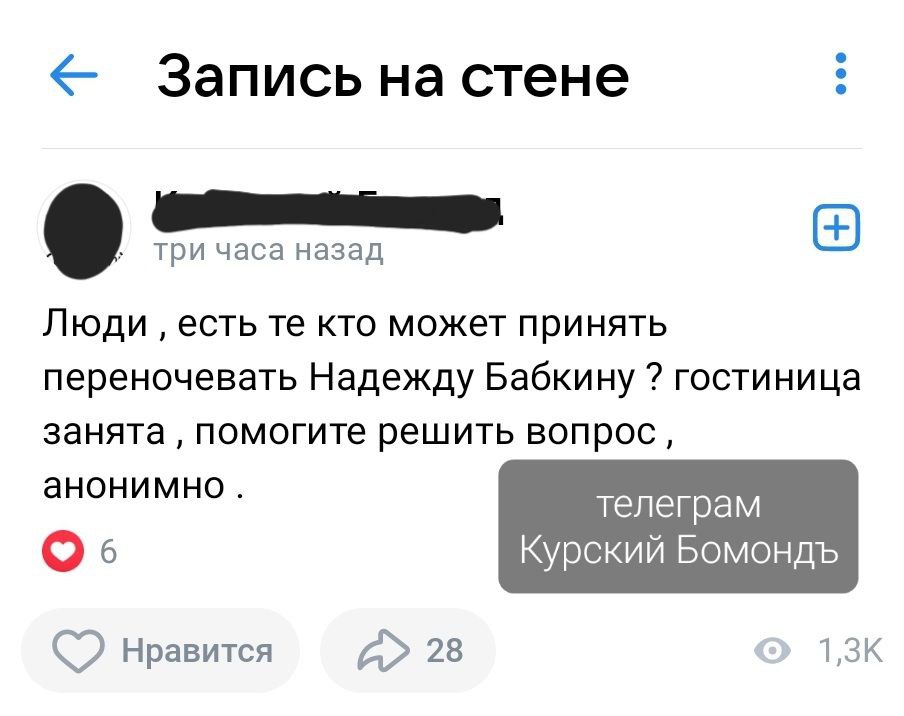 Запись на стене
три часа назад
Люди , есть те кто может принять
переночевать Надежду Бабкину ? гостиница
занята , помогите решить вопрос ,
анонимно .
телеграм
Курский Бомондъ
6
Нравится
28
1,3K